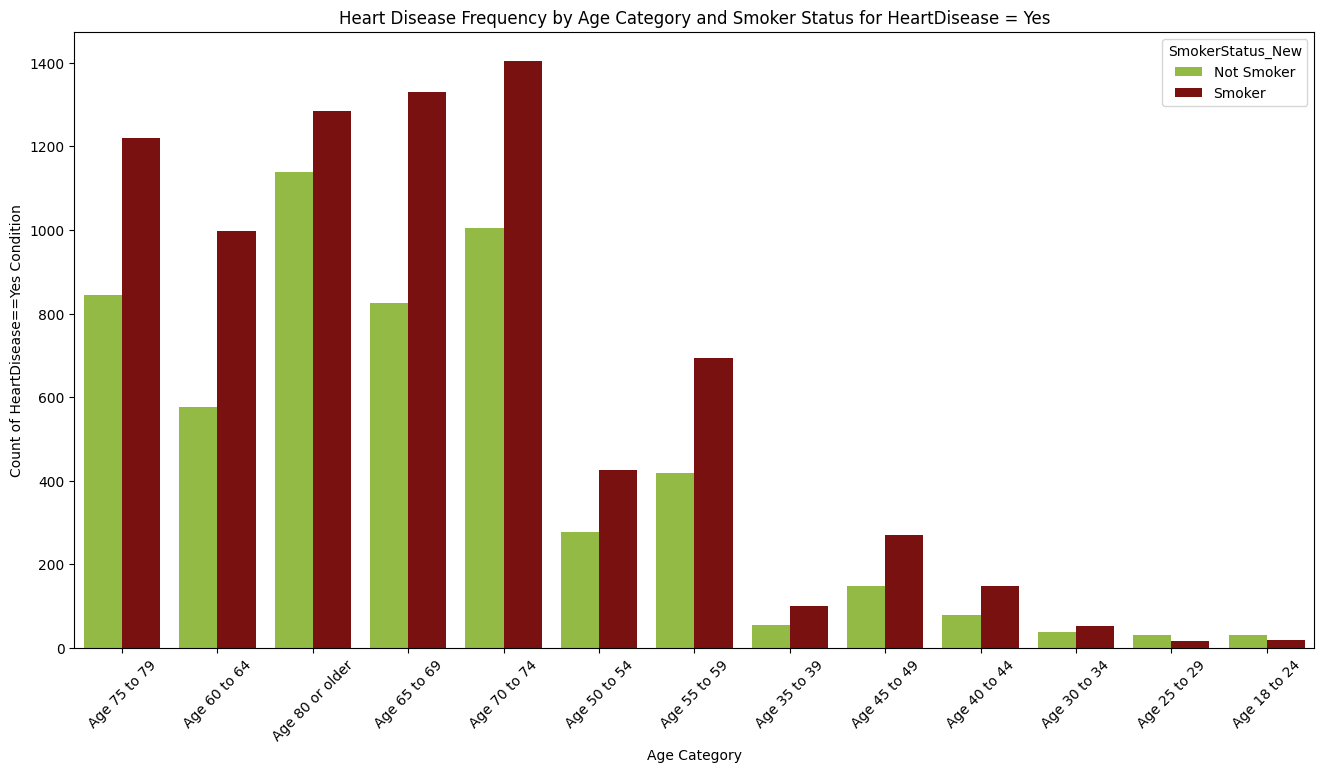 Heart Disease Frequency by Age Category and Smoker Status for HeartDisease = Yes
SmokerStatus_New
Not Smoker
Smoker
Count of HeartDisease==Yes Condition
1400
1200
1000
800
600
400
200
0
Age 75 to 79
Age 60 to 64
Age 80 or older
Age 65 to 69
Age 70 to 74
Age 50 to 54
Age 55 to 59
Age 35 to 39
Age 45 to 49
Age 40 to 44
Age 30 to 34
Age 25 to 29
Age 18 to 24
Age Category